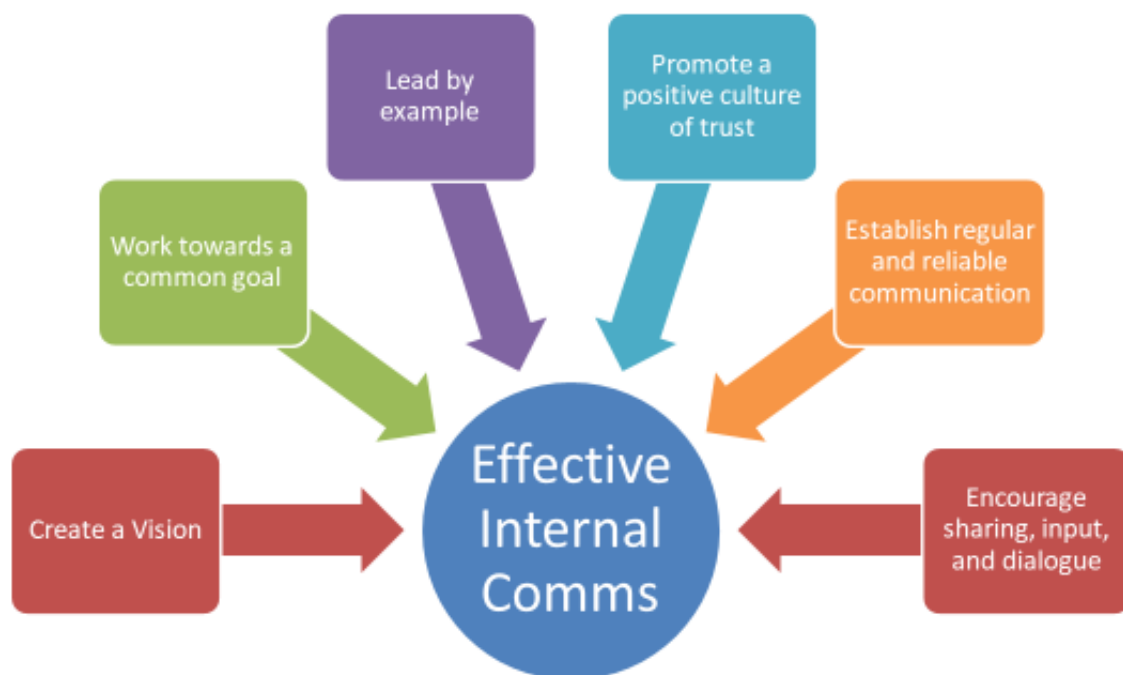 Create a Vision
Work towards a
common goal
Lead by
example
Promote a
positive culture
of trust
Establish regular
and reliable
communication
Encourage
sharing, input,
and dialogue
Effective
Internal
Comms